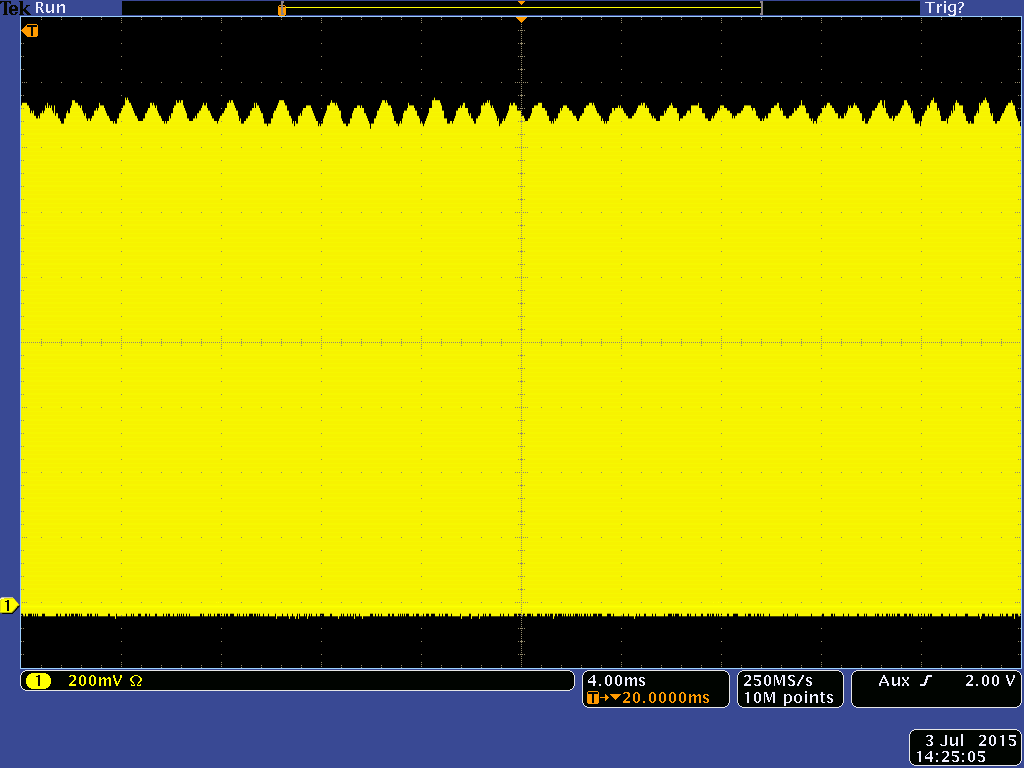 Tek Run Trig?
T
1
1 200mV Ω
4.00ms
T→▼20.0000ms
250MS/s
10M points
Aux ƒ 2.00 V
3 Jul 2015
14:25:05